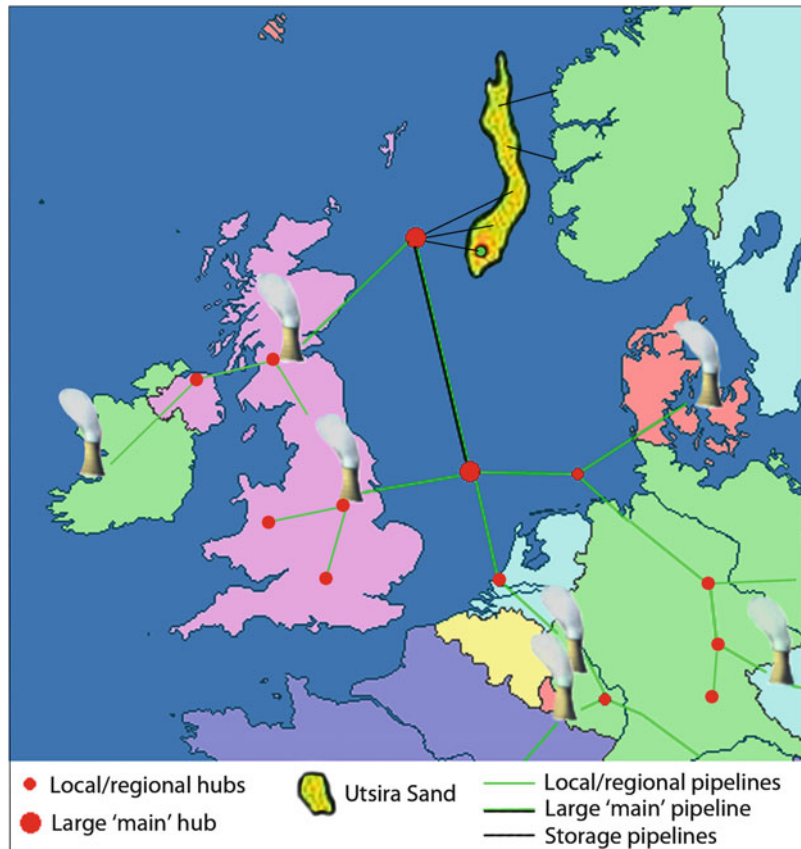 Local/regional hubs
Large ‘main’ hub
Utsira Sand
Local/regional pipelines
Large ‘main’ pipeline
Storage pipelines